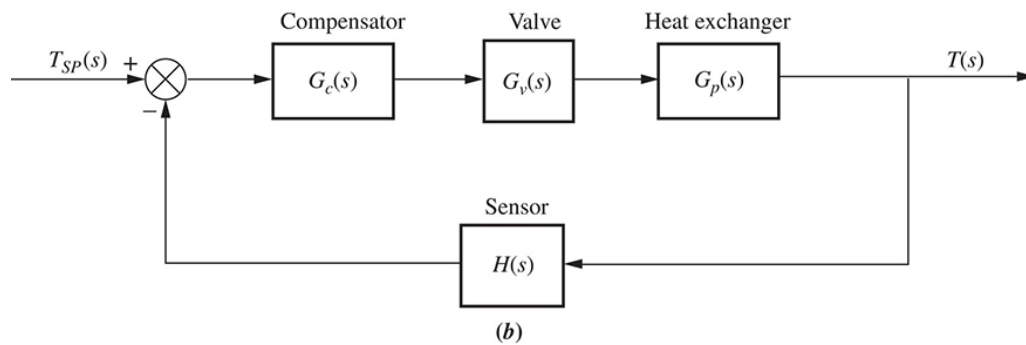 Compensator Valve Heat exchanger
T_SP(s) + G_c(s) G_v(s) G_p(s) T(s)
−
Sensor
H(s)
(b)